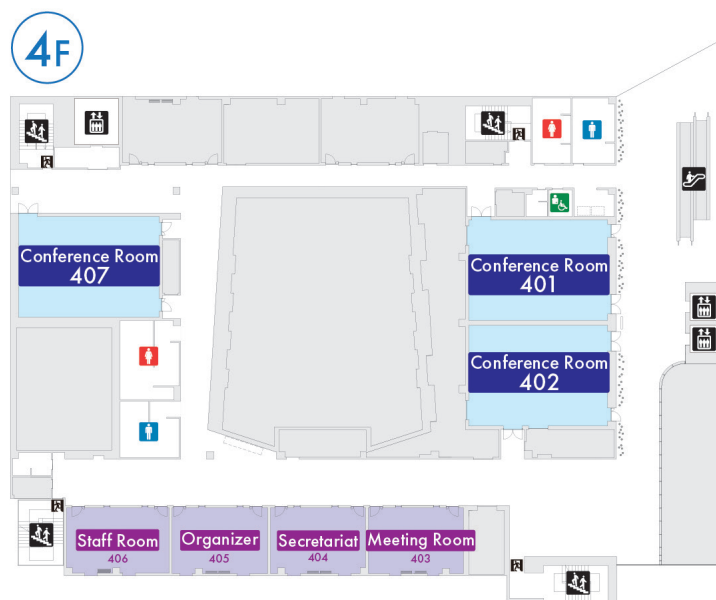 4F
Conference Room
407
Conference Room
401
Conference Room
402
Staff Room
406
Organizer
405
Secretariat
404
Meeting Room
403